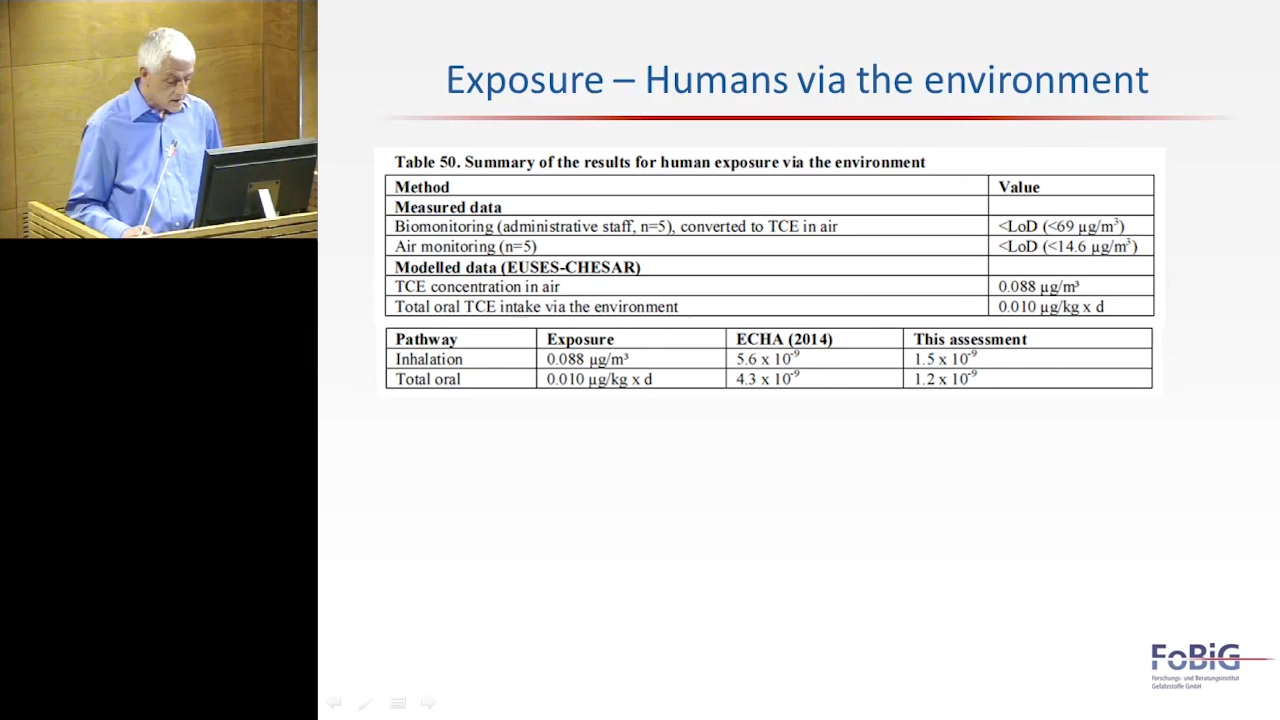 Exposure – Humans via the environment
Table 50. Summary of the results for human exposure via the environment
Method Value
Measured data
Biomonitoring (administrative staff, n=5), converted to TCE in air <LoD (<69 µg/m³)
Air monitoring (n=5) <LoD (<14.6 µg/m³)
Modelled data (EUSES-CHESAR)
TCE concentration in air 0.088 µg/m³
Total oral TCE intake via the environment 0.010 µg/kg x d
Pathway Exposure ECHA (2014) This assessment
Inhalation 0.088 µg/m³ 5.6 x 10⁻⁹ 1.5 x 10⁻⁹
Total oral 0.010 µg/kg x d 4.3 x 10⁻⁹ 1.2 x 10⁻⁹
FoBiG
Forschungs- und Beratungsinstitut
Gefahrstoffe GmbH